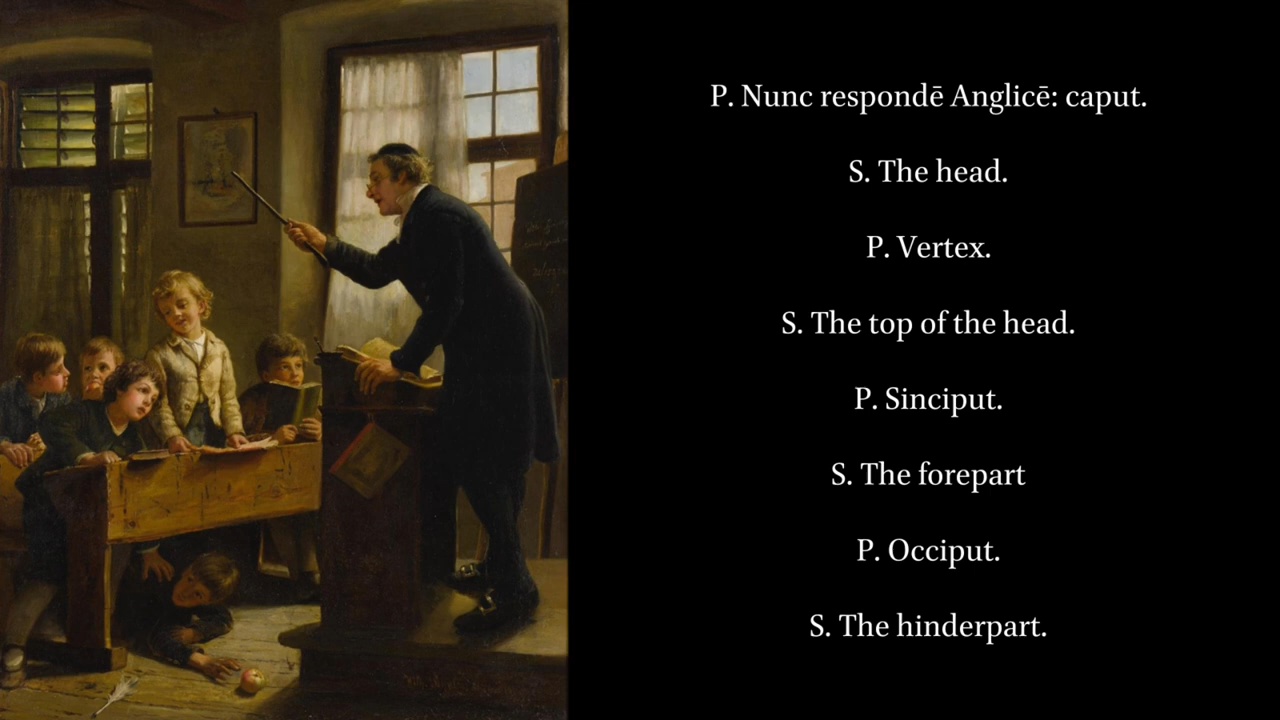 P. Nunc respondē Anglicē: caput.
S. The head.
P. Vertex.
S. The top of the head.
P. Sinciput.
S. The forepart
P. Occiput.
S. The hinderpart.